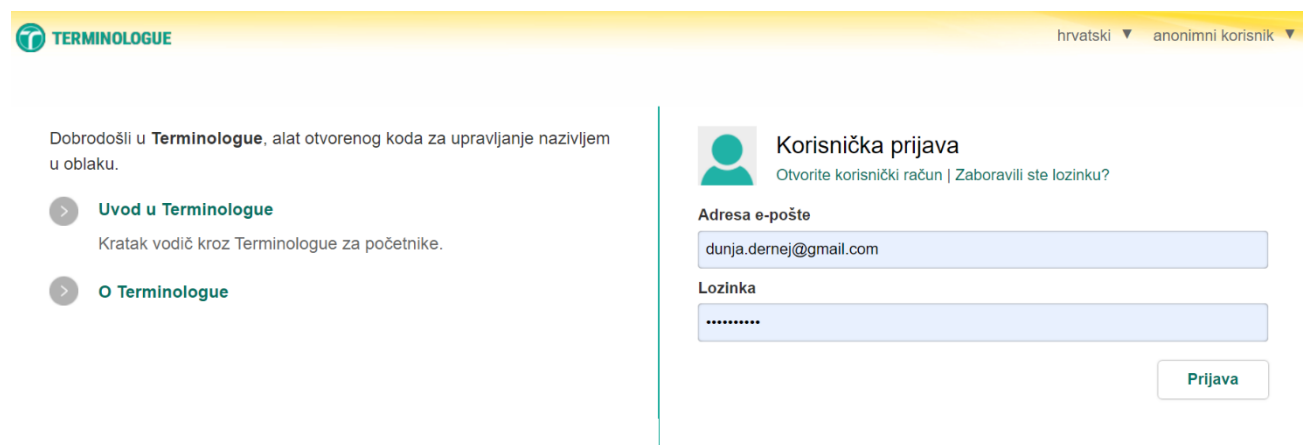 TERMINOLOGUE
hrvatski ▼ anonimni korisnik ▼
Dobrodošli u Terminologue, alat otvorenog koda za upravljanje nazivljem
u oblaku.
Uvod u Terminologue
Kratak vodič kroz Terminologue za početnike.
O Terminologue
Korisnička prijava
Otvorite korisnički račun | Zaboravili ste lozinku?
Adresa e-pošte
dunja.dernej@gmail.com
Lozinka
••••••••••
Prijava